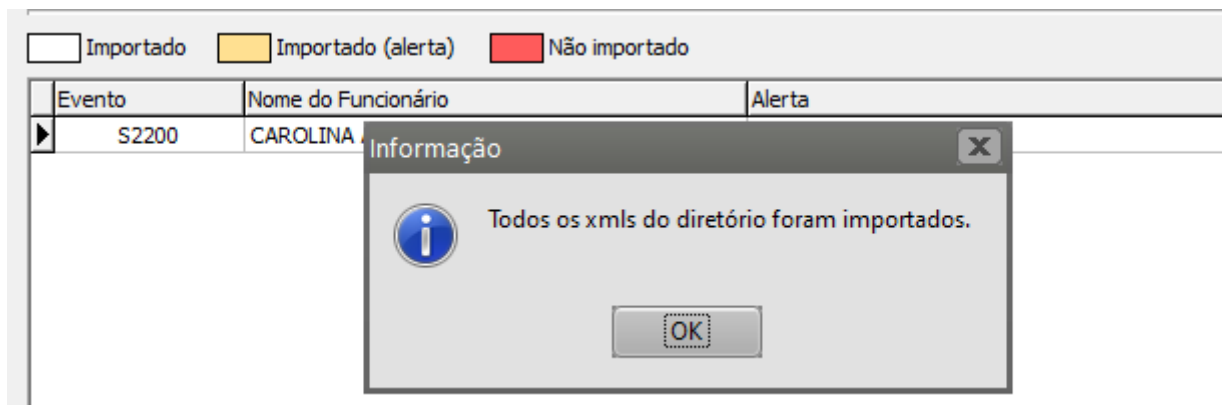 Importado Importado (alerta) Não importado
Evento Nome do Funcionário Alerta
S2200 CAROLINA
Informação
Todos os xmls do diretório foram importados.
OK